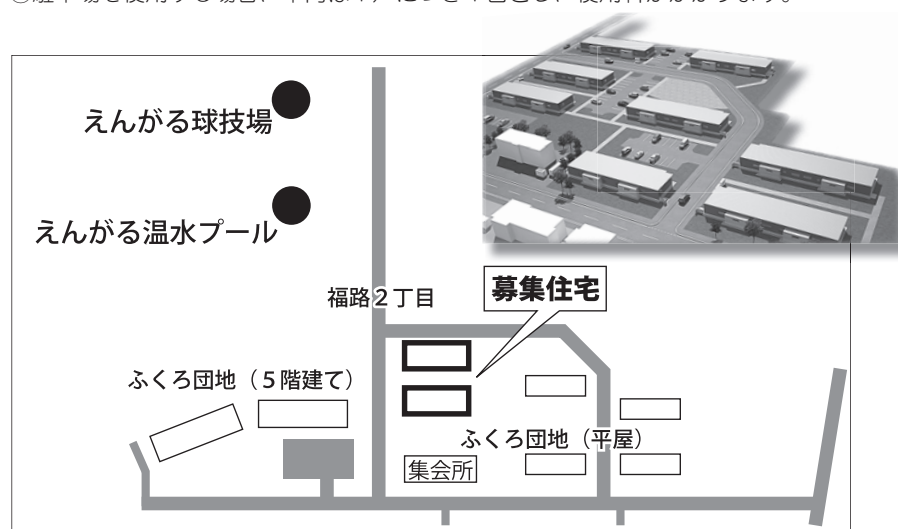 えんがる球技場
えんがる温水プール
福路２丁目
募集住宅
ふくろ団地（５階建て）
ふくろ団地（平屋）
集会所